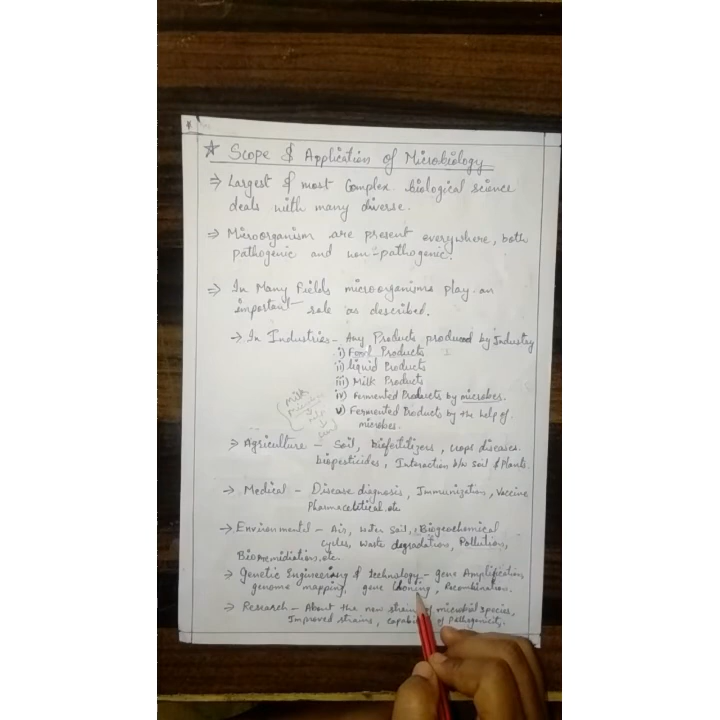 ☆ Scope & Application of Microbiology
⇒ Largest & most Complex biological science
deals with many diverse.
⇒ Microorganism are present everywhere, both
pathogenic and non-pathogenic.
⇒ In Many Fields microorganisms play an
important role as described.
→ In Industries - Any Products produced by Industry
i) Food Products
ii) liquid Products
iii) Milk Products
iv) Fermented Products by microbes.
v) Fermented Products by the help of
microbes.
Milk
→ Agriculture - Soil, biofertilizers, crops diseases.
biopesticides, Interaction b/w soil & Plants.
→ Medical - Disease diagnosis, Immunization, Vaccine
Pharmaceutical, etc
→ Environmental - Air, water soil, Biogeochemical
cycles, Waste degradation, Pollution,
Bioremidiations, etc.
→ Genetic Engineering & technology - gene Amplification,
genome mapping, gene cloning, Recombination.
→ Research - About the new strain of microbial species,
Improved strains, of Pathogenicity.